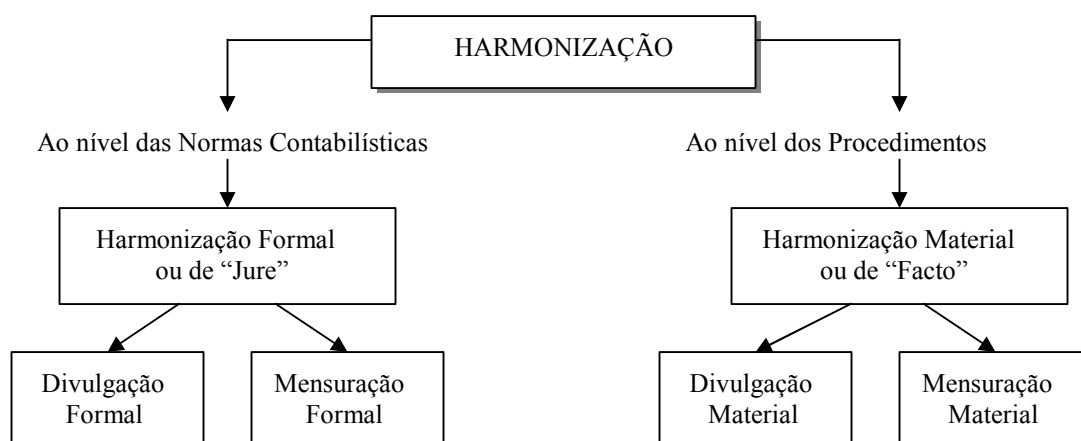 HARMONIZAÇÃO
Ao nível das Normas Contabilísticas
Ao nível dos Procedimentos
Harmonização Formal
ou de “Jure”
Harmonização Material
ou de “Facto”
Divulgação
Formal
Mensuração
Formal
Divulgação
Material
Mensuração
Material